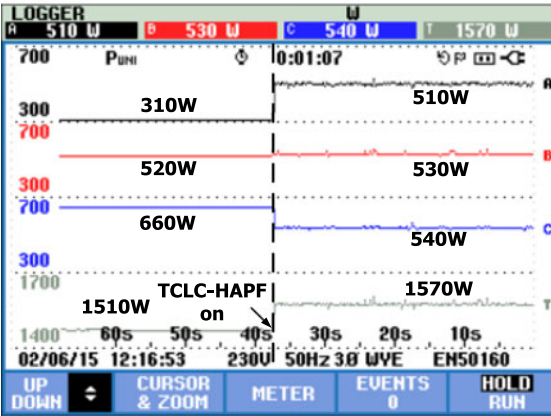 LOGGER
W
A 510 W B 530 W C 540 W T 1570 W
700 PUNI 0:01:07
300 310W 510W A
700
520W 530W B
300
700
660W 540W C
300
1700
1510W TCLC-HAPF on 1570W T
1400 60s 50s 40s 30s 20s 10s
02/06/15 12:16:53 230V 50Hz 3.0 WYE EN50160
UP DOWN CURSOR & ZOOM METER EVENTS 0 HOLD RUN